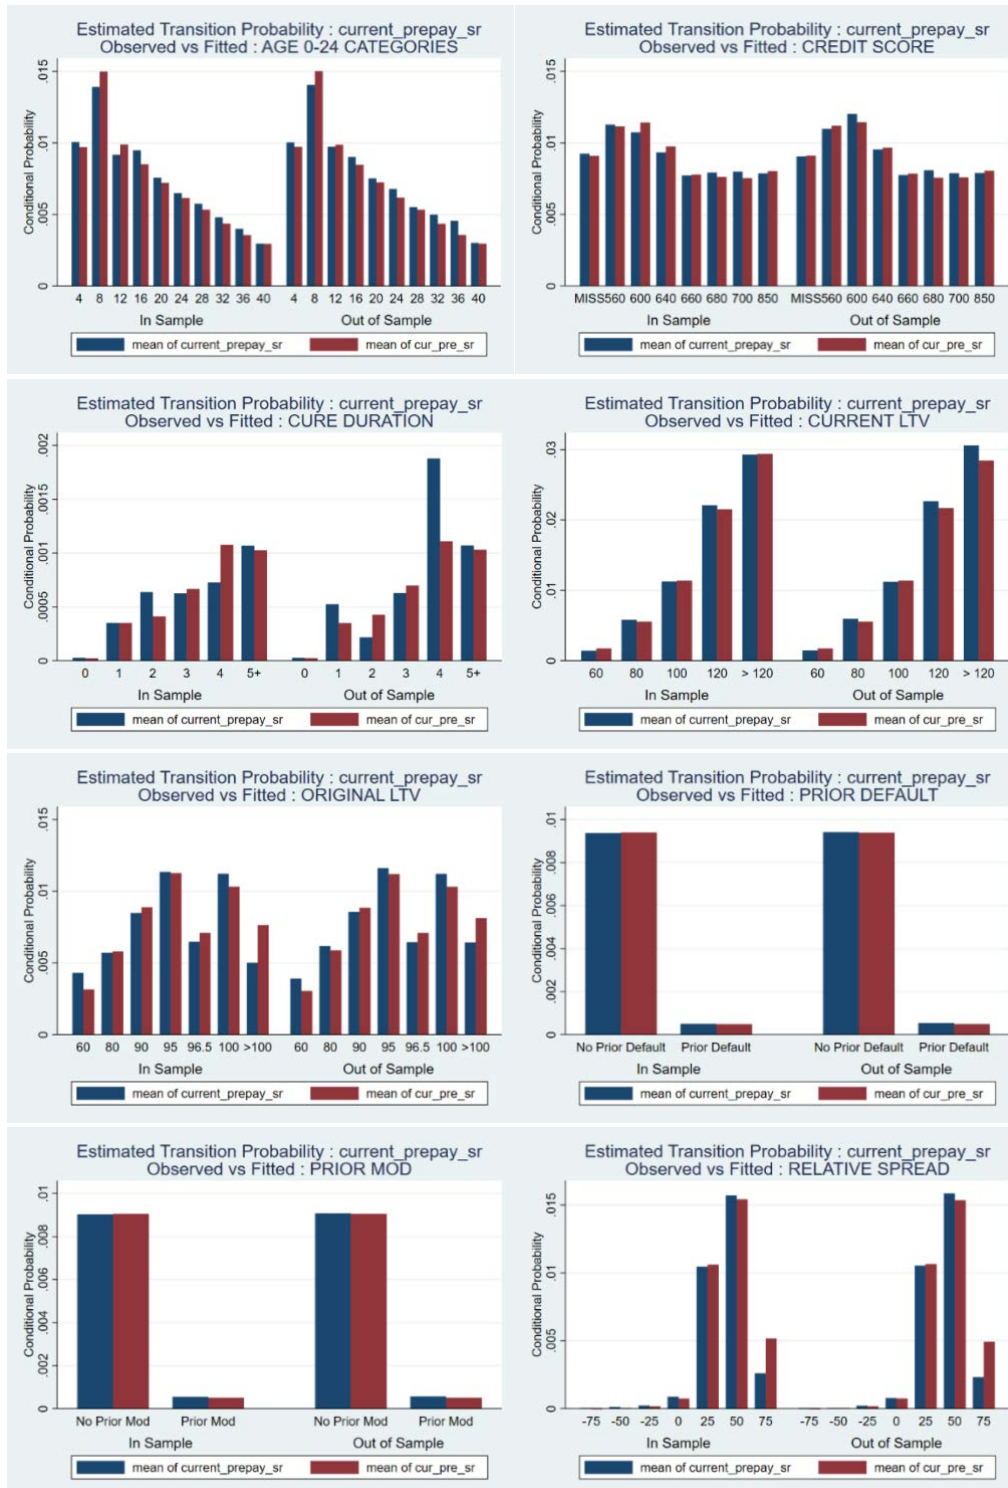 Estimated Transition Probability : current_prepay_sr
Observed vs Fitted : AGE 0-24 CATEGORIES
Conditional Probability
0 .005 .01 .015
4 8 12 16 20 24 28 32 36 40 4 8 12 16 20 24 28 32 36 40
In Sample Out of Sample
mean of current_prepay_sr mean of cur_pre_sr
Estimated Transition Probability : current_prepay_sr
Observed vs Fitted : CREDIT SCORE
Conditional Probability
0 .005 .01 .015
MISS560 600 640 660 680 700 850 MISS560 600 640 660 680 700 850
In Sample Out of Sample
mean of current_prepay_sr mean of cur_pre_sr
Estimated Transition Probability : current_prepay_sr
Observed vs Fitted : CURE DURATION
Conditional Probability
0 .0005 .001 .0015 .002
0 1 2 3 4 5+ 0 1 2 3 4 5+
In Sample Out of Sample
mean of current_prepay_sr mean of cur_pre_sr
Estimated Transition Probability : current_prepay_sr
Observed vs Fitted : CURRENT LTV
Conditional Probability
0 .01 .02 .03
60 80 100 120 > 120 60 80 100 120 > 120
In Sample Out of Sample
mean of current_prepay_sr mean of cur_pre_sr
Estimated Transition Probability : current_prepay_sr
Observed vs Fitted : ORIGINAL LTV
Conditional Probability
0 .005 .01 .015
60 80 90 95 96.5 100 >100 60 80 90 95 96.5 100 >100
In Sample Out of Sample
mean of current_prepay_sr mean of cur_pre_sr
Estimated Transition Probability : current_prepay_sr
Observed vs Fitted : PRIOR DEFAULT
Conditional Probability
0 .002 .004 .006 .008 .01
No Prior Default Prior Default No Prior Default Prior Default
In Sample Out of Sample
mean of current_prepay_sr mean of cur_pre_sr
Estimated Transition Probability : current_prepay_sr
Observed vs Fitted : PRIOR MOD
Conditional Probability
0 .002 .004 .006 .008 .01
No Prior Mod Prior Mod No Prior Mod Prior Mod
In Sample Out of Sample
mean of current_prepay_sr mean of cur_pre_sr
Estimated Transition Probability : current_prepay_sr
Observed vs Fitted : RELATIVE SPREAD
Conditional Probability
0 .005 .01 .015
-75 -50 -25 0 25 50 75 -75 -50 -25 0 25 50 75
In Sample Out of Sample
mean of current_prepay_sr mean of cur_pre_sr